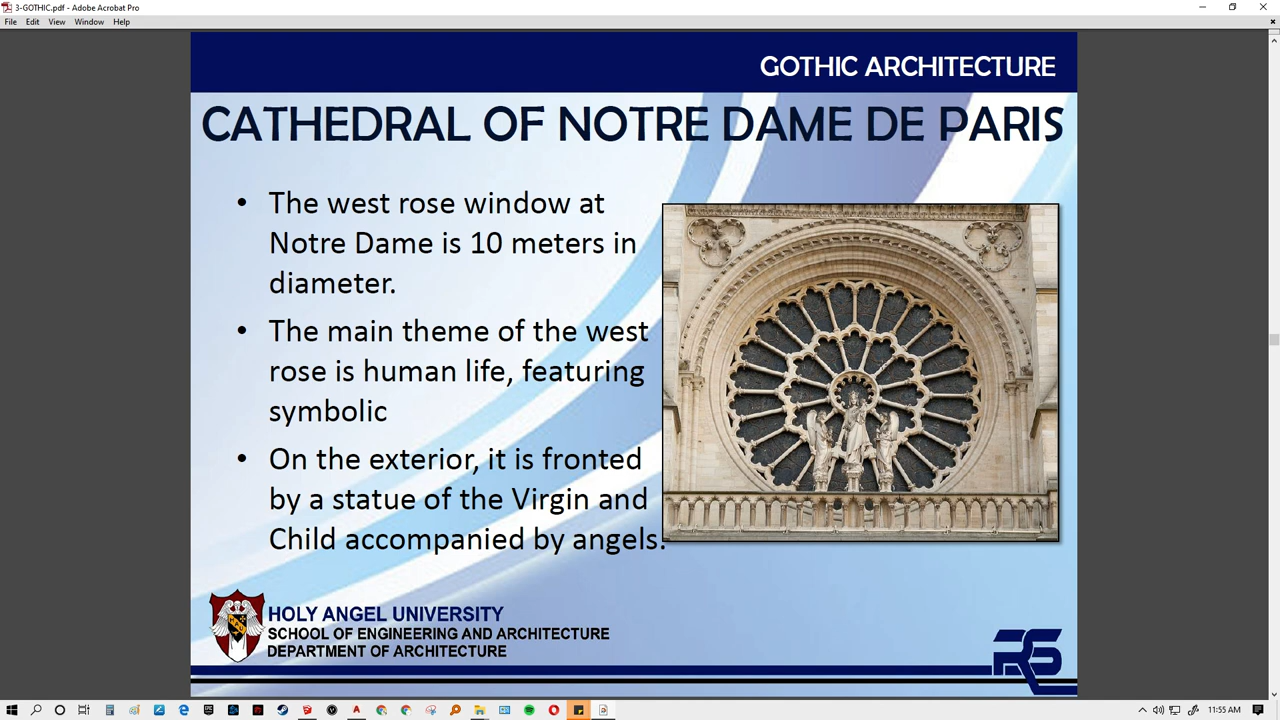 3-GOTHIC.pdf - Adobe Acrobat Pro
File Edit View Window Help
GOTHIC ARCHITECTURE
CATHEDRAL OF NOTRE DAME DE PARIS
• The west rose window at
Notre Dame is 10 meters in
diameter.
• The main theme of the west
rose is human life, featuring
symbolic
• On the exterior, it is fronted
by a statue of the Virgin and
Child accompanied by angels.
HOLY ANGEL UNIVERSITY
SCHOOL OF ENGINEERING AND ARCHITECTURE
DEPARTMENT OF ARCHITECTURE
11:55 AM